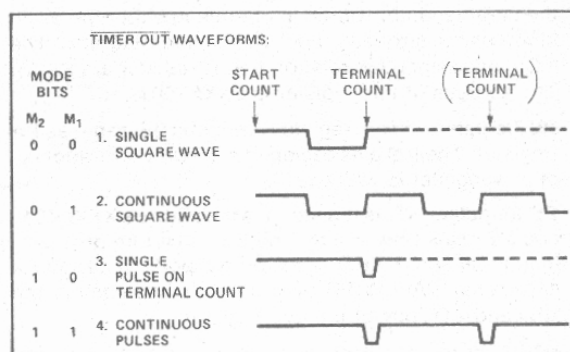 TIMER OUT WAVEFORMS:
MODE BITS
START COUNT
TERMINAL COUNT
(TERMINAL COUNT)
M2 M1
0 0 1. SINGLE SQUARE WAVE
0 1 2. CONTINUOUS SQUARE WAVE
1 0 3. SINGLE PULSE ON TERMINAL COUNT
1 1 4. CONTINUOUS PULSES